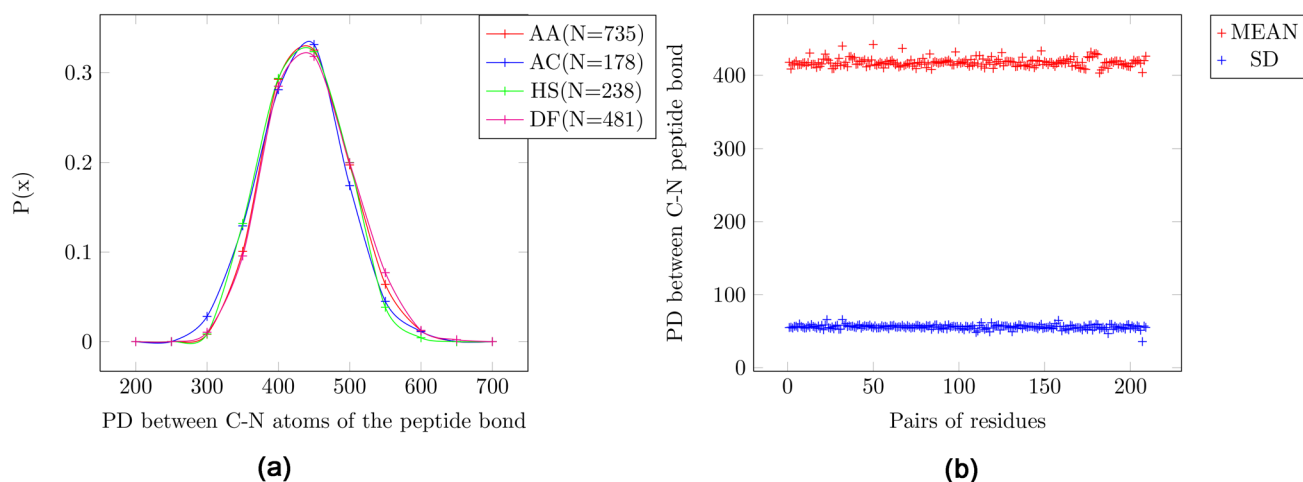 AA(N=735)
AC(N=178)
HS(N=238)
DF(N=481)
P(x)
0.3
0.2
0.1
0
200 300 400 500 600 700
PD between C-N atoms of the peptide bond
(a)
MEAN
SD
PD between C-N peptide bond
400
300
200
100
0
0 50 100 150 200
Pairs of residues
(b)